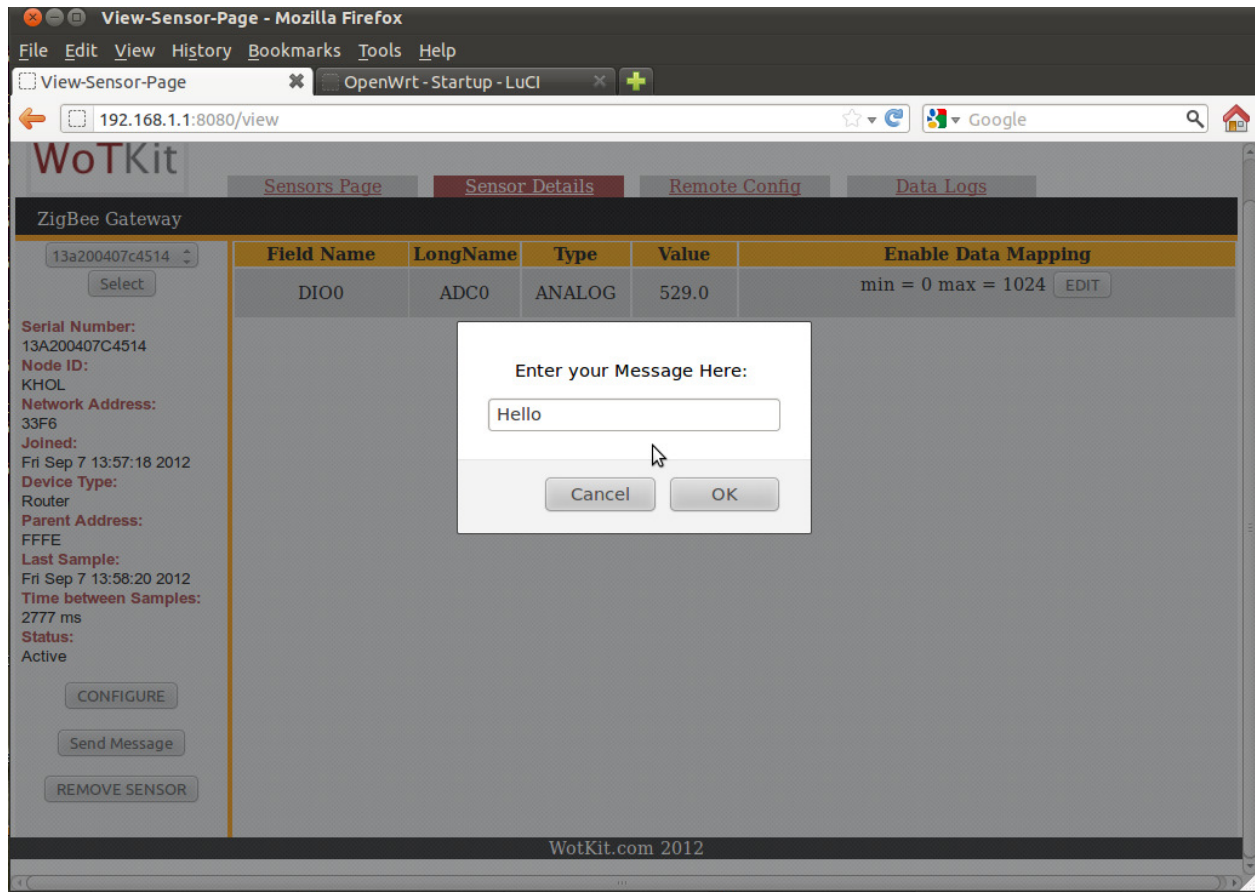 View-Sensor-Page - Mozilla Firefox
File Edit View History Bookmarks Tools Help
View-Sensor-Page OpenWrt - Startup - LuCI
192.168.1.1:8080/view Google
WoTKit
Sensors Page Sensor Details Remote Config Data Logs
ZigBee Gateway
13a200407c4514
Select
Field Name LongName Type Value Enable Data Mapping
DIO0 ADC0 ANALOG 529.0 min = 0 max = 1024 EDIT
Serial Number:
13A200407C4514
Node ID:
KHOL
Network Address:
33F6
Joined:
Fri Sep 7 13:57:18 2012
Device Type:
Router
Parent Address:
FFFE
Last Sample:
Fri Sep 7 13:58:20 2012
Time between Samples:
2777 ms
Status:
Active
CONFIGURE
Send Message
REMOVE SENSOR
Enter your Message Here:
Hello
Cancel OK
WotKit.com 2012